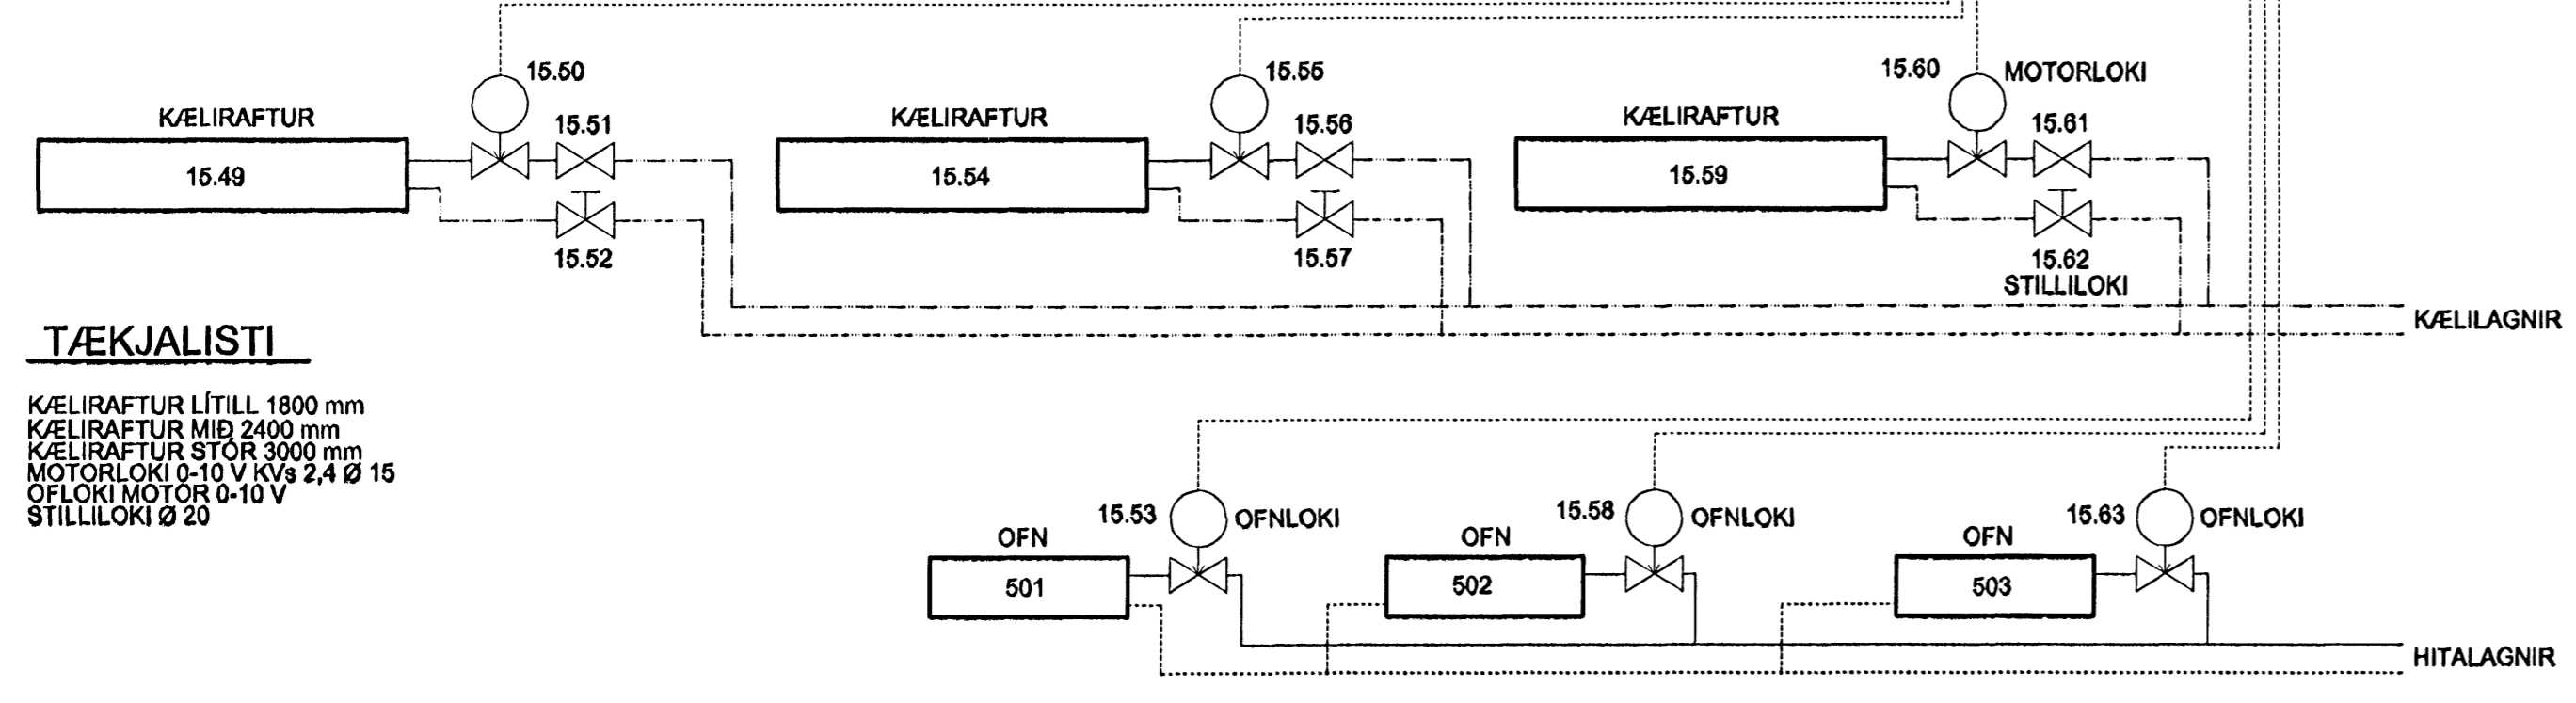 15.50
15.55
15.60
MOTORLOKI
KÆLIRAFTUR
15.51
KÆLIRAFTUR
15.56
KÆLIRAFTUR
15.61
15.49
15.54
15.59
15.52
15.57
15.62
STILLILOKI
KÆLILAGNIR
TÆKJALISTI
KÆLIRAFTUR LÍTILL 1800 mm
KÆLIRAFTUR MIÐ 2400 mm
KÆLIRAFTUR STÓR 3000 mm
MOTORLOKI 0-10 V KVs 2,4 Ø 15
OFLOKI MOTOR 0-10 V
STILLILOKI Ø 20
15.53
OFNLOKI
15.58
OFNLOKI
15.63
OFNLOKI
OFN
OFN
OFN
501
502
503
HITALAGNIR